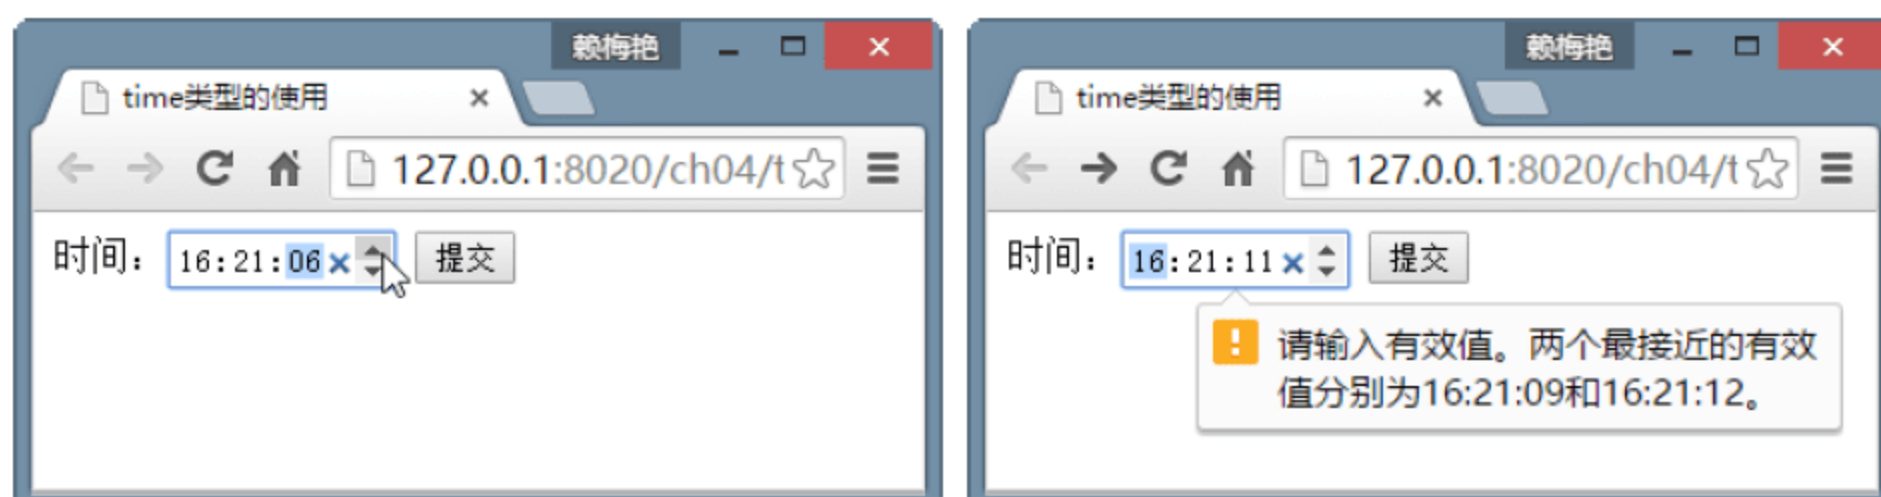 赖梅艳
time类型的使用
127.0.0.1:8020/ch04/t
时间：16:21:06 提交
赖梅艳
time类型的使用
127.0.0.1:8020/ch04/t
时间：16:21:11 提交
请输入有效值。两个最接近的有效
值分别为16:21:09和16:21:12。